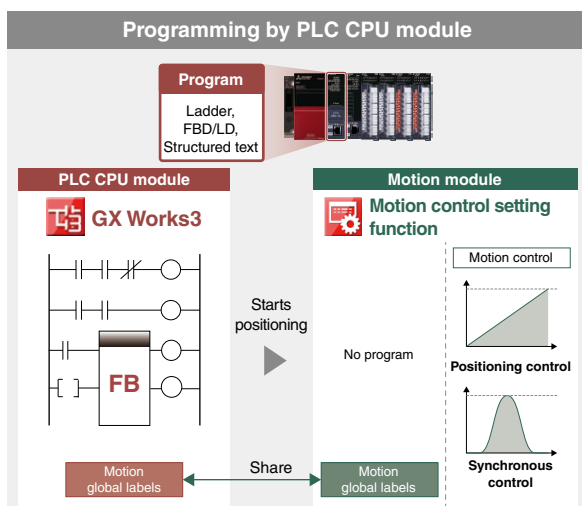 Programming by PLC CPU module
Program
Ladder,
FBD/LD,
Structured text
PLC CPU module
GX Works3
FB
Starts
positioning
Motion module
Motion control setting
function
No program
Motion control
Positioning control
Synchronous
control
Motion
global labels
Share
Motion
global labels